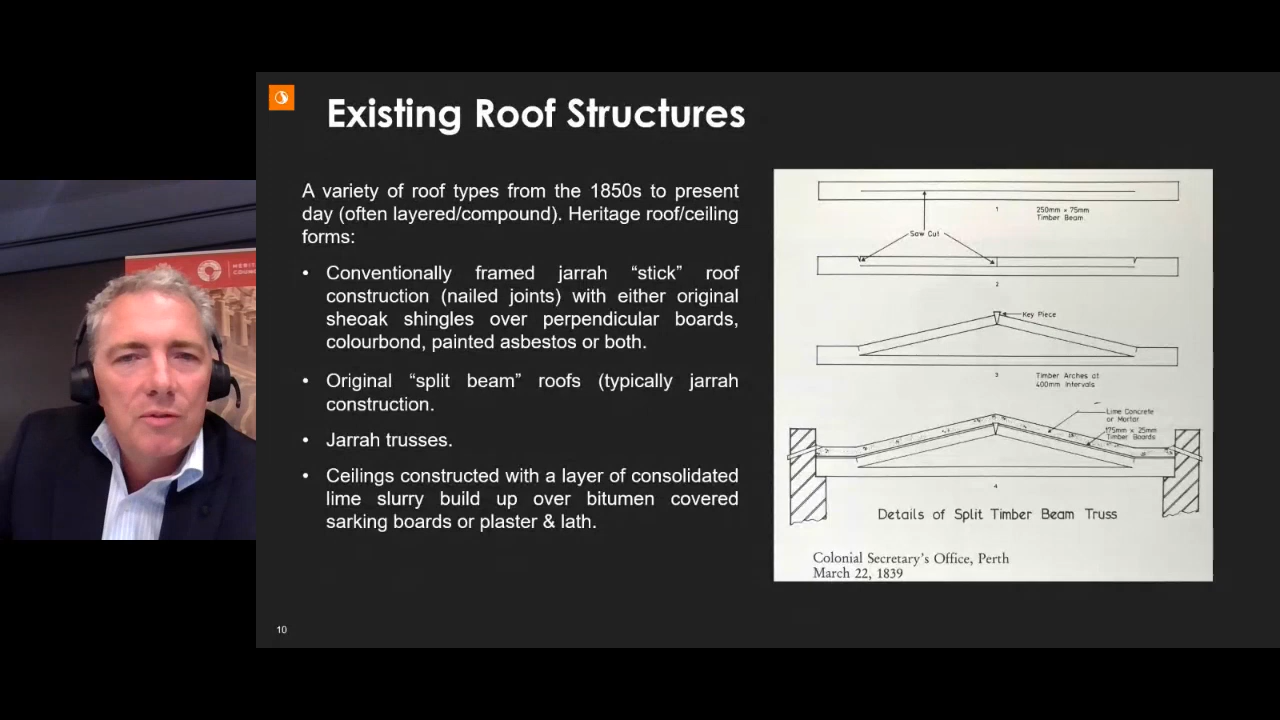 Existing Roof Structures
A variety of roof types from the 1850s to present
day (often layered/compound). Heritage roof/ceiling
forms:
• Conventionally framed jarrah “stick” roof
construction (nailed joints) with either original
sheoak shingles over perpendicular boards,
colourbond, painted asbestos or both.
• Original “split beam” roofs (typically jarrah
construction.
• Jarrah trusses.
• Ceilings constructed with a layer of consolidated
lime slurry build up over bitumen covered
sarking boards or plaster & lath.
10
1
250mm × 75mm
Timber Beam
Saw Cut
2
Key Piece
3
Timber Arches at
400mm Intervals
Lime Concrete
or Mortar
175mm × 25mm
Timber Boards
4
Details of Split Timber Beam Truss
Colonial Secretary's Office, Perth
March 22, 1839